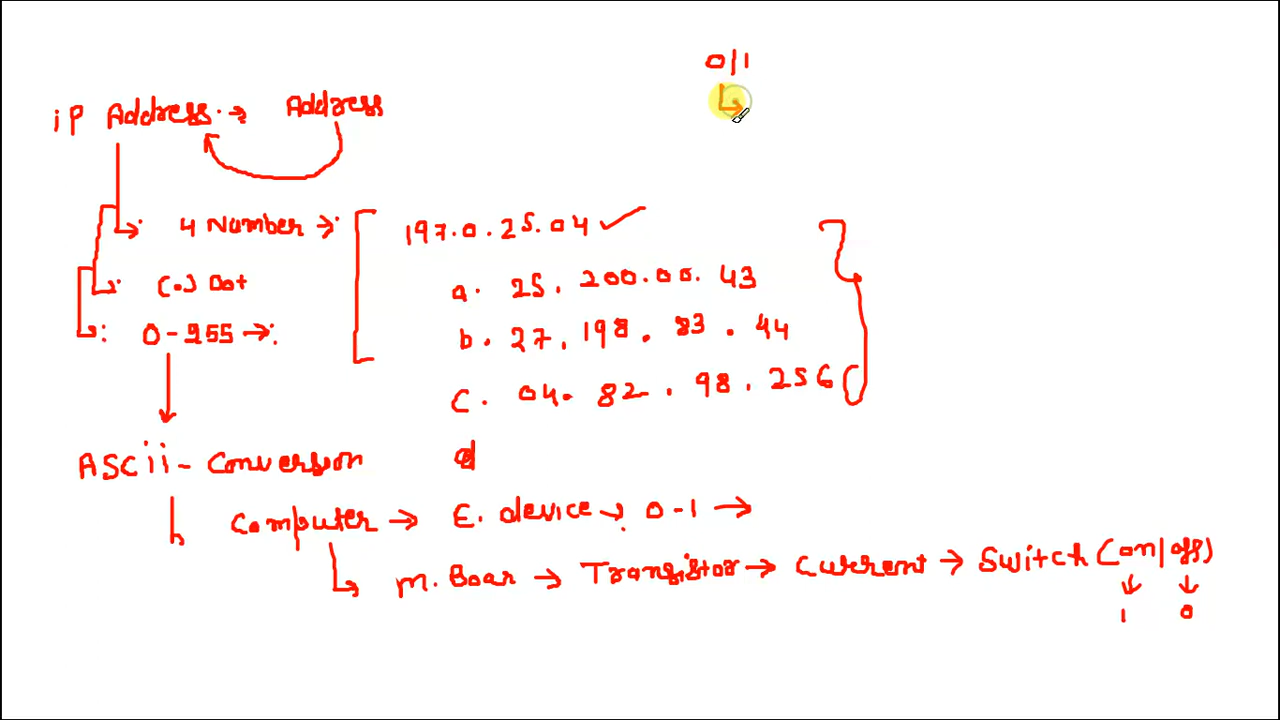 0/1
iP Address → Address
4 Number → 197.0.25.04 ✓
(.) Dot
a. 25. 200.00. 43
0-255 →
b. 27. 198. 83. 44
c. 04. 82. 98. 256
ASCii - Conversion
d
Computer → E. device → 0-1 →
M. Boar → Transistor → Current → Switch (on/off)
1 0